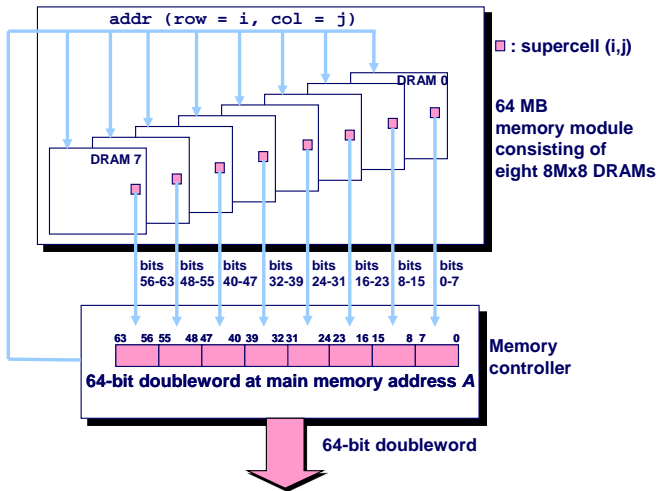 addr (row = i, col = j)
: supercell (i,j)
DRAM 0
64 MB
memory module
consisting of
eight 8Mx8 DRAMs
DRAM 7
bits
56-63
bits
48-55
bits
40-47
bits
32-39
bits
24-31
bits
16-23
bits
8-15
bits
0-7
63 56 55 48 47 40 39 32 31 24 23 16 15 8 7 0
64-bit doubleword at main memory address A
Memory
controller
64-bit doubleword